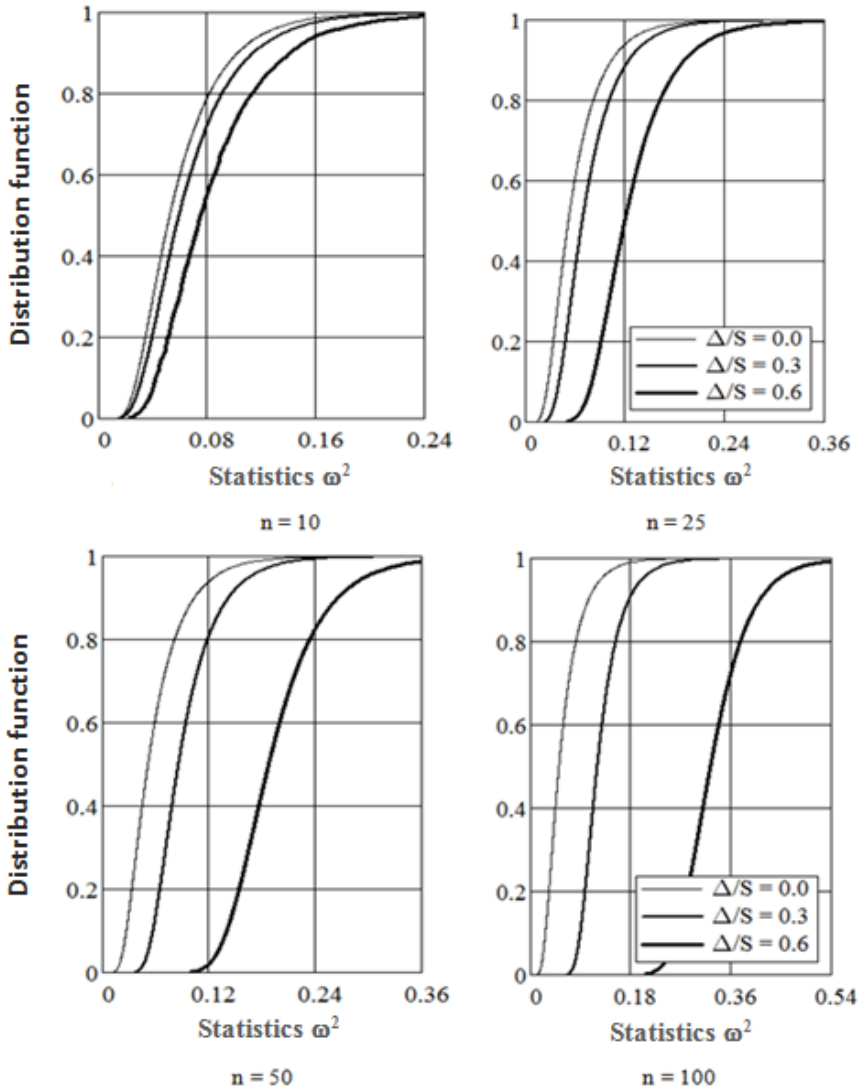 Distribution function
1
0.8
0.6
0.4
0.2
0
0 0.08 0.16 0.24
Statistics ω²
n = 10
1
0.8
0.6
0.4
0.2
0
Δ/S = 0.0
Δ/S = 0.3
Δ/S = 0.6
0 0.12 0.24 0.36
Statistics ω²
n = 25
Distribution function
1
0.8
0.6
0.4
0.2
0
0 0.12 0.24 0.36
Statistics ω²
n = 50
1
0.8
0.6
0.4
0.2
0
Δ/S = 0.0
Δ/S = 0.3
Δ/S = 0.6
0 0.18 0.36 0.54
Statistics ω²
n = 100